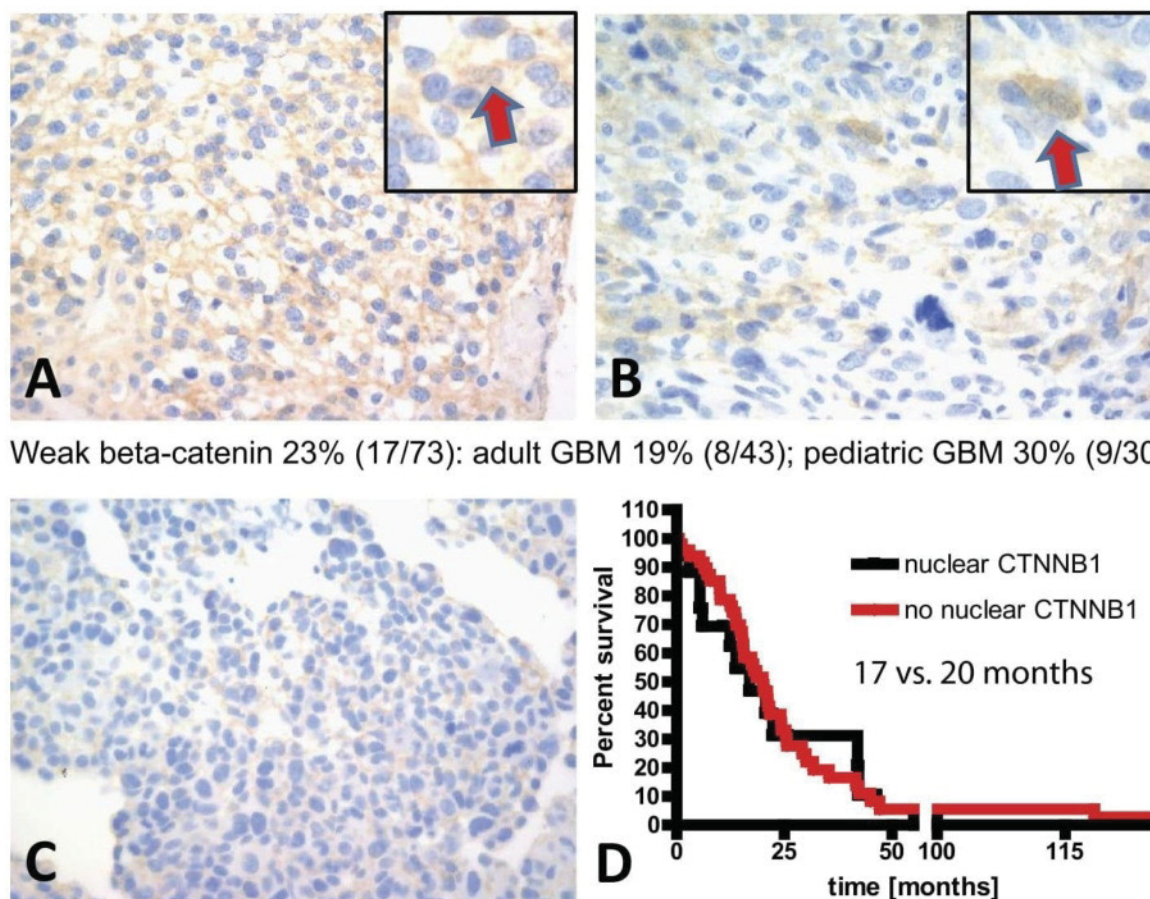 A
B
Weak beta-catenin 23% (17/73): adult GBM 19% (8/43); pediatric GBM 30% (9/30
C
D
110
100
90
80
70
60
50
40
30
20
10
0
Percent survival
nuclear CTNNB1
no nuclear CTNNB1
17 vs. 20 months
0 25 50 100 115
time [months]